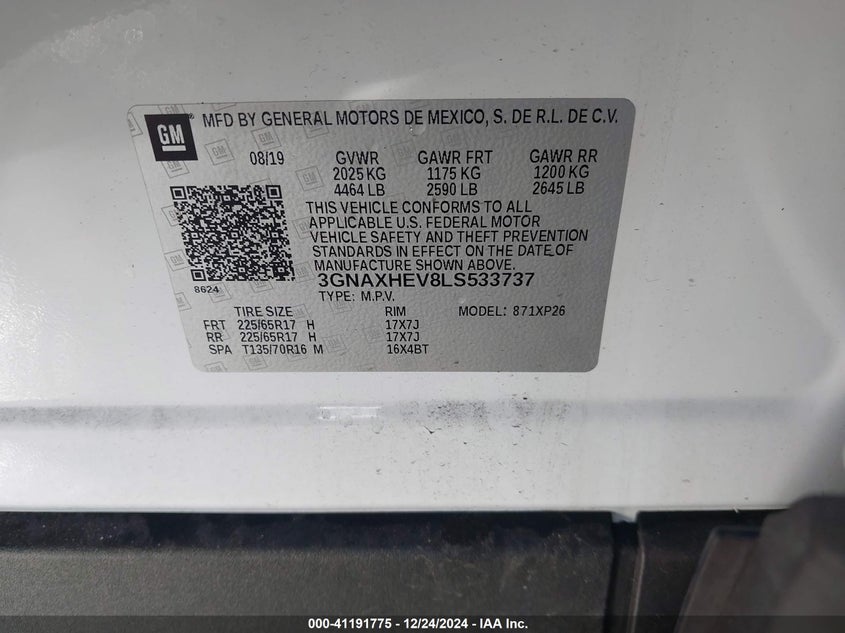 GM® MFD BY GENERAL MOTORS DE MEXICO, S. DE R.L. DE C.V.
08/19 GVWR GAWR FRT GAWR RR
2025 KG 1175 KG 1200 KG
4464 LB 2590 LB 2645 LB
THIS VEHICLE CONFORMS TO ALL
APPLICABLE U.S. FEDERAL MOTOR
VEHICLE SAFETY AND THEFT PREVENTION
STANDARDS IN EFFECT ON THE DATE OF
MANUFACTURE SHOWN ABOVE.
8624 3GNAXHEV8LS533737
TYPE: M.P.V. MODEL: 871XP26
TIRE SIZE RIM
FRT 225/65R17 H 17X7J
RR 225/65R17 H 17X7J
SPA T135/70R16 M 16X4BT
000-41191775 - 12/24/2024 - IAA Inc.